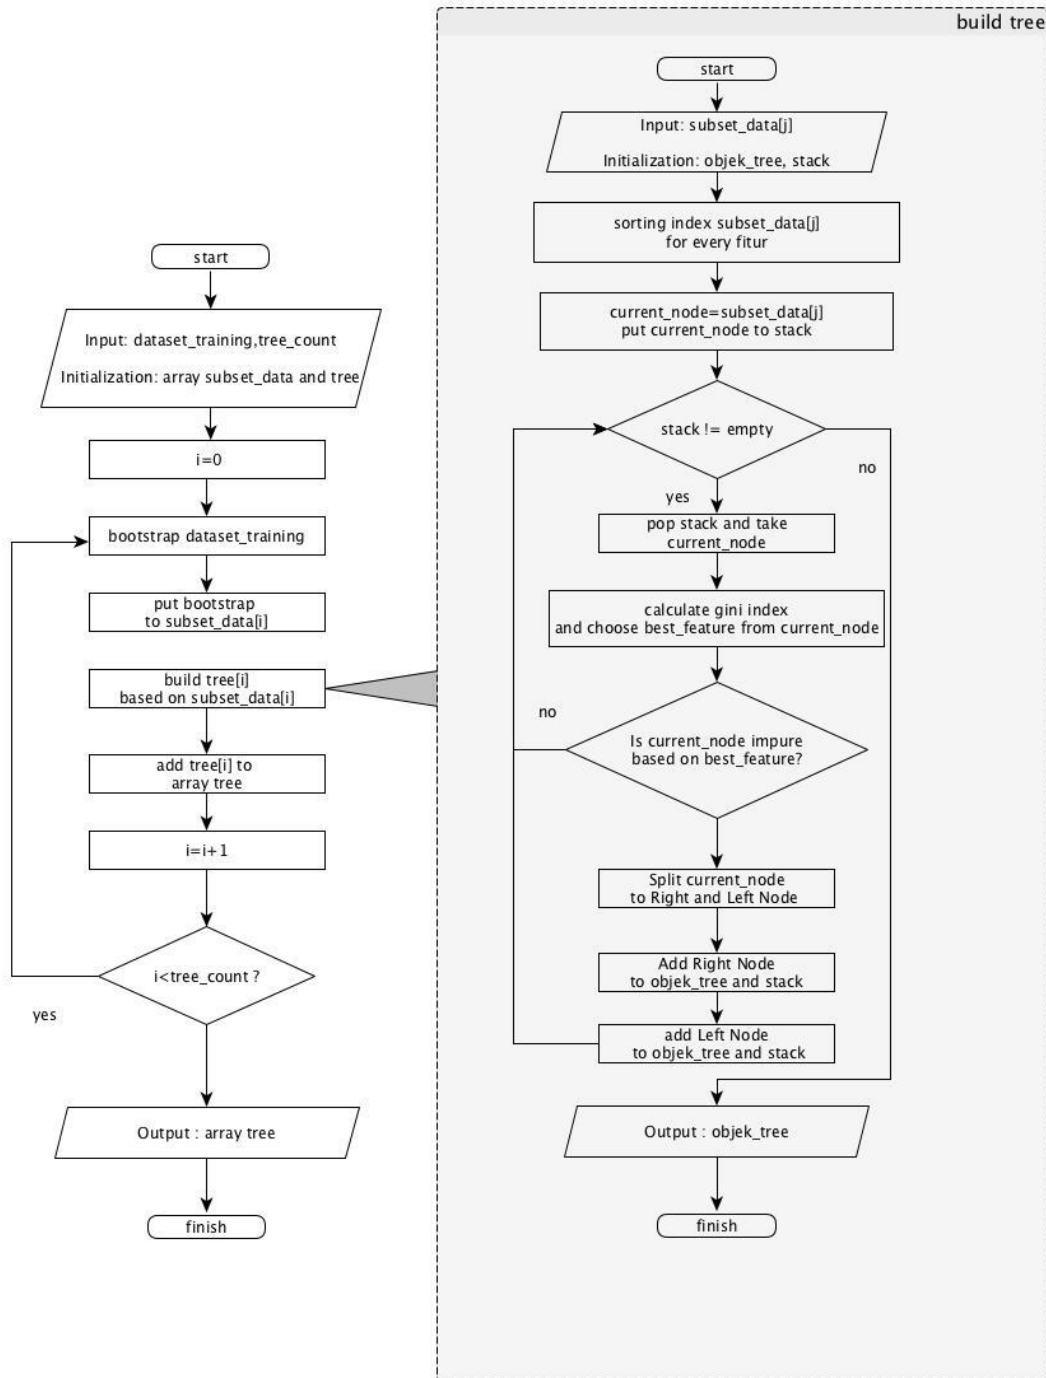 start
Input: dataset_training,tree_count
Initialization: array subset_data and tree
i=0
bootstrap dataset_training
put bootstrap
to subset_data[i]
build tree[i]
based on subset_data[i]
add tree[i] to
array tree
i=i+1
i<tree_count ?
yes
Output : array tree
finish
build tree
start
Input: subset_data[j]
Initialization: objek_tree, stack
sorting index subset_data[j]
for every fitur
current_node=subset_data[j]
put current_node to stack
stack != empty
no
yes
pop stack and take
current_node
calculate gini index
and choose best_feature from current_node
no
Is current_node impure
based on best_feature?
Split current_node
to Right and Left Node
Add Right Node
to objek_tree and stack
add Left Node
to objek_tree and stack
Output : objek_tree
finish